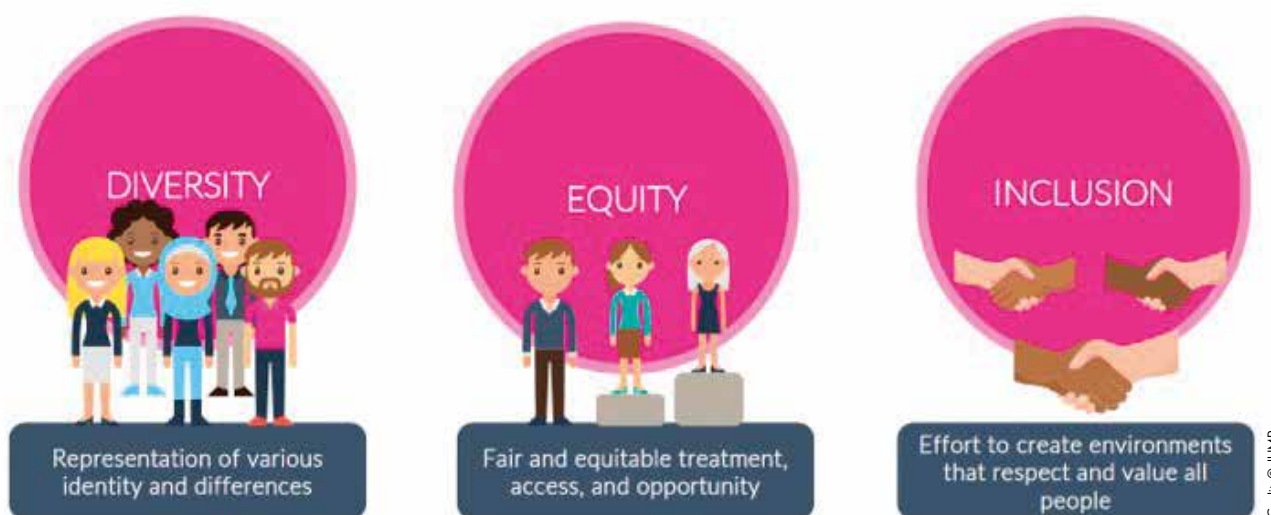 DIVERSITY
Representation of various
identity and differences
EQUITY
Fair and equitable treatment,
access, and opportunity
INCLUSION
Effort to create environments
that respect and value all
people